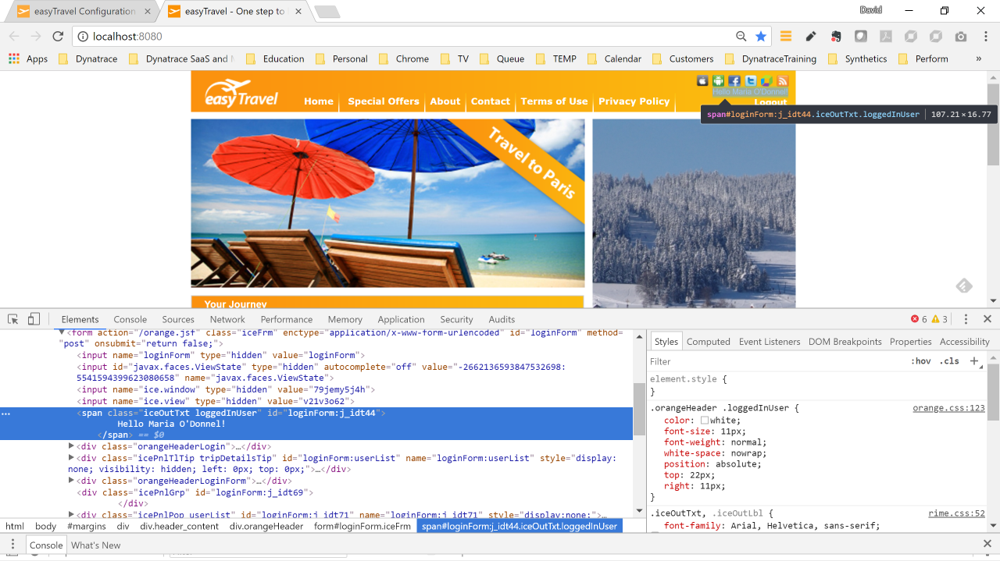 easyTravel Configuration
easyTravel - One step to
David
localhost:8080
Apps Dynatrace Dynatrace SaaS and Education Personal Chrome TV Queue TEMP Calendar Customers DynatraceTraining Synthetics Perform »
easyTravel
Home Special Offers About Contact Terms of Use Privacy Policy
Hello Maria O'Donnel!
Logout
span#loginForm:j_idt44.iceOutTxt.loggedInUser 107.21×16.77
Travel to Paris
Your Journey
Elements Console Sources Network Performance Memory Application Security Audits 6 3
▼<form action="/orange.jsf" class="iceFrm" enctype="application/x-www-form-urlencoded" id="loginForm" method=
"post" onsubmit="return false;">
<input name="loginForm" type="hidden" value="loginForm">
<input id="javax.faces.ViewState" type="hidden" autocomplete="off" value="-2662136593847532698:
5541594399623080658" name="javax.faces.ViewState">
<input name="ice.window" type="hidden" value="79jemy5j4h">
<input name="ice.view" type="hidden" value="v21v3o62">
... <span class="iceOutTxt loggedInUser" id="loginForm:j_idt44">
Hello Maria O'Donnel!
</span> == $0
▶<div class="orangeHeaderLogin">…</div>
▶<div class="icePnlTlTip tripDetailsTip" id="loginForm:userList" name="loginForm:userList" style="display:
none; visibility: hidden; left: 0px; top: 0px;">…</div>
▶<div class="orangeHeaderLoginForm">…</div>
<div class="icePnlGrp" id="loginForm:j_idt69">
</div>
▶<div class="icePnlPop userList" id="loginForm:j_idt71" name="loginForm:j_idt71" style="display:none;">…
html body #margins div div.header_content div.orangeHeader form#loginForm.iceFrm span#loginForm:j_idt44.iceOutTxt.loggedInUser
Styles Computed Event Listeners DOM Breakpoints Properties Accessibility
Filter :hov .cls +
element.style {
}
.orangeHeader .loggedInUser { orange.css:123
color: white;
font-size: 11px;
font-weight: normal;
white-space: nowrap;
position: absolute;
top: 22px;
right: 11px;
}
.iceOutTxt, .iceOutLbl { rime.css:52
font-family: Arial, Helvetica, sans-serif;
Console What's New